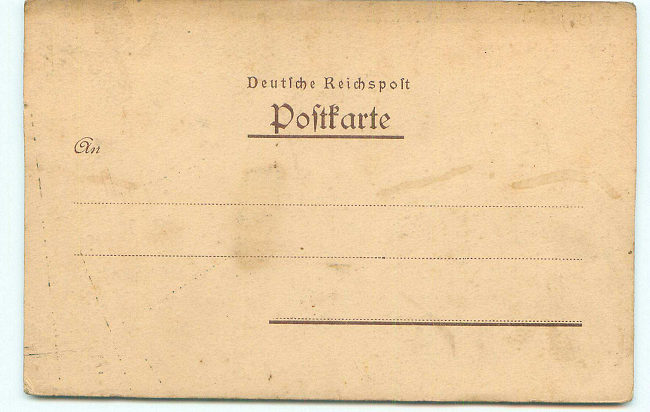 Deutſche Reichspoſt
Poſtkarte
An